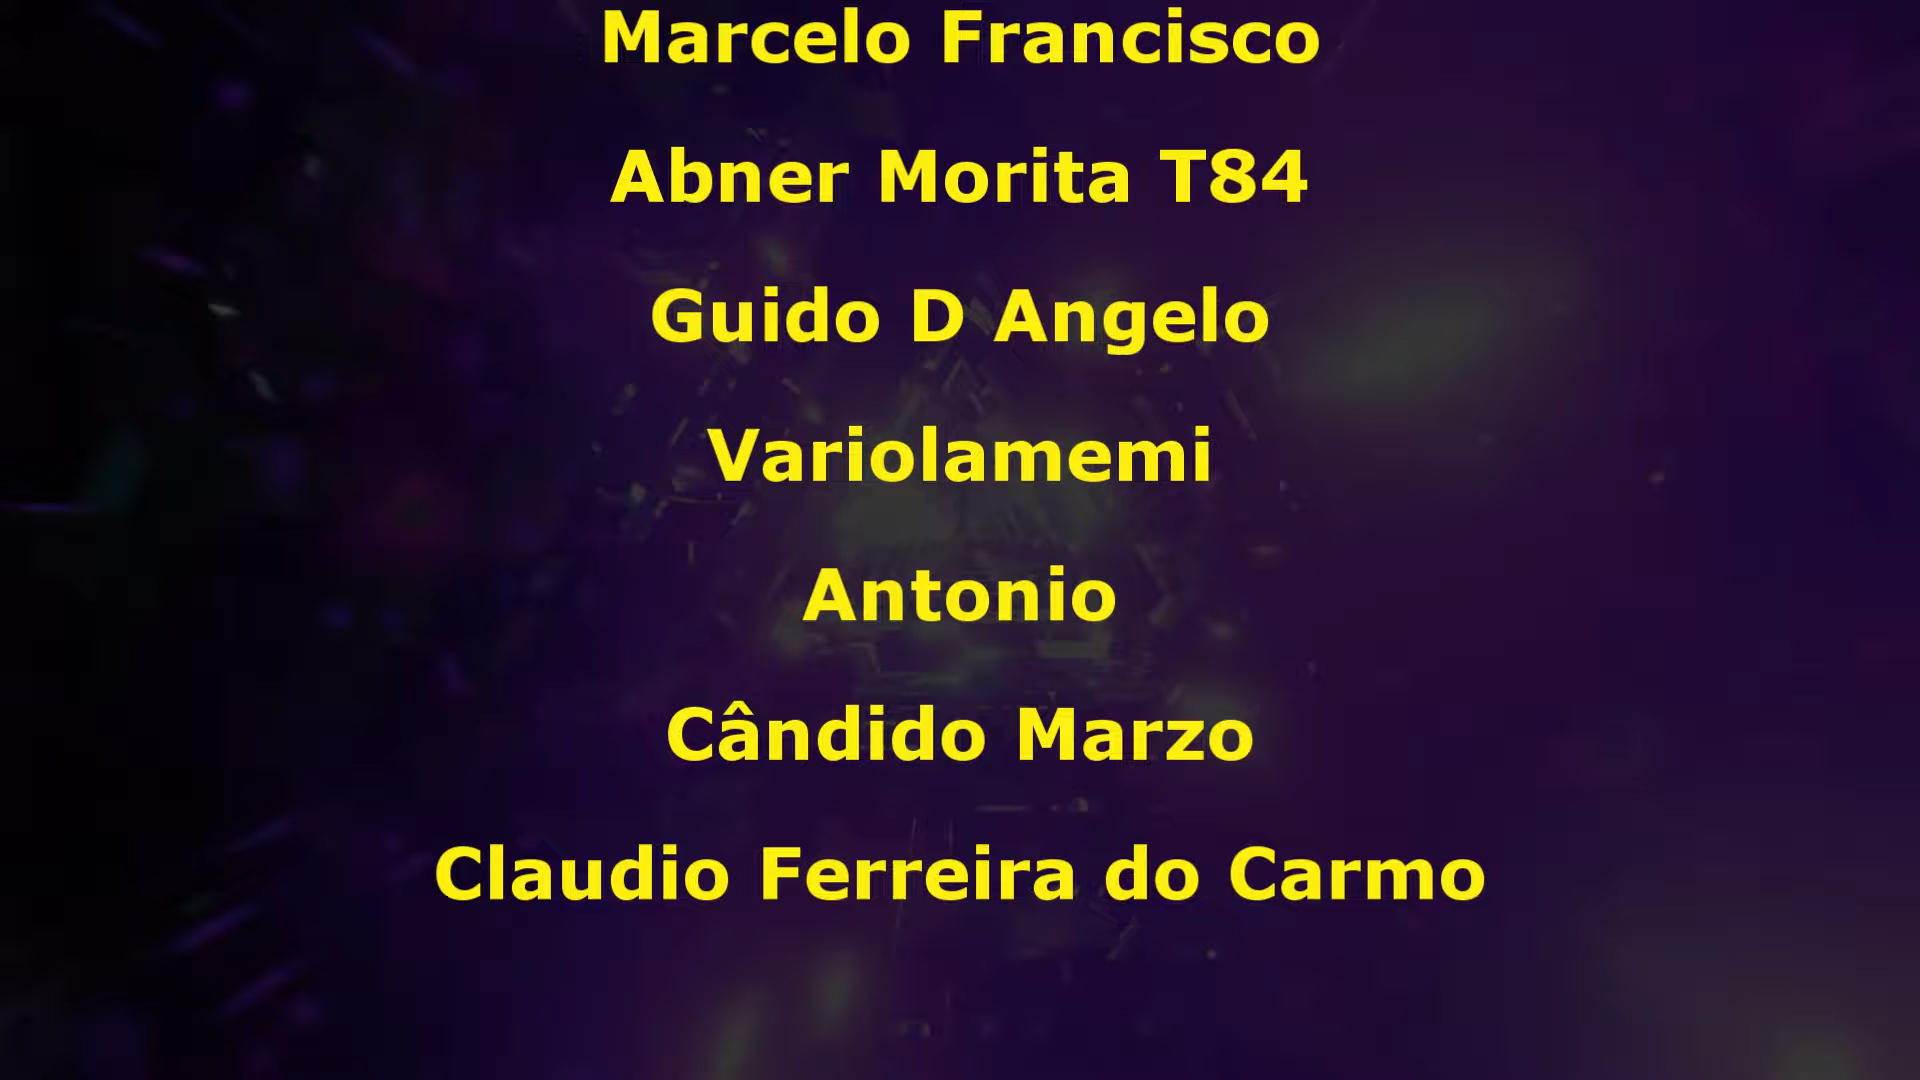 Marcelo Francisco
Abner Morita T84
Guido D Angelo
Variolamemi
Antonio
Cândido Marzo
Claudio Ferreira do Carmo